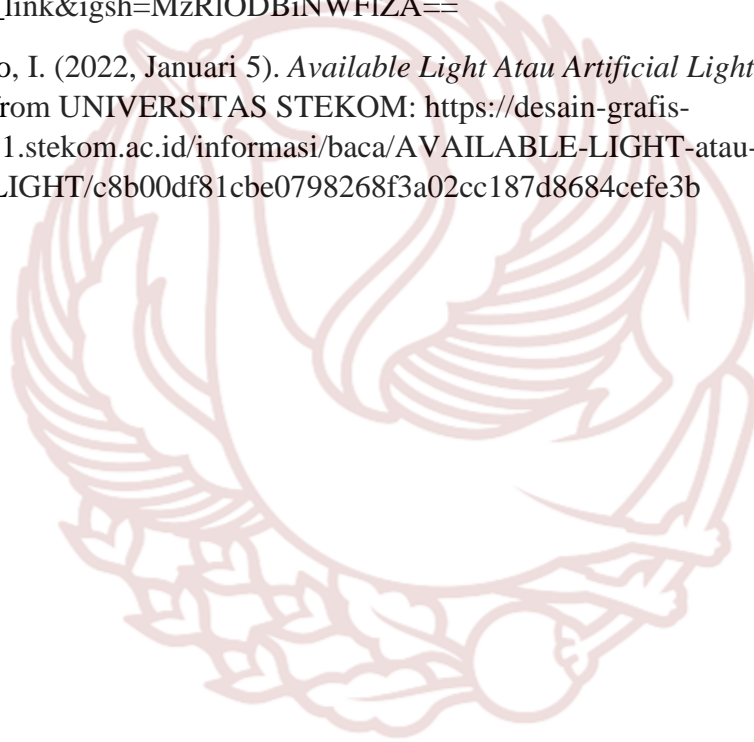 _link&igsh=MzRlODBiNWFlZA==
o, I. (2022, Januari 5). Available Light Atau Artificial Light
from UNIVERSITAS STEKOM: https://desain-grafis-
1.stekom.ac.id/informasi/baca/AVAILABLE-LIGHT-atau-
LIGHT/c8b00df81cbe0798268f3a02cc187d8684cefe3b